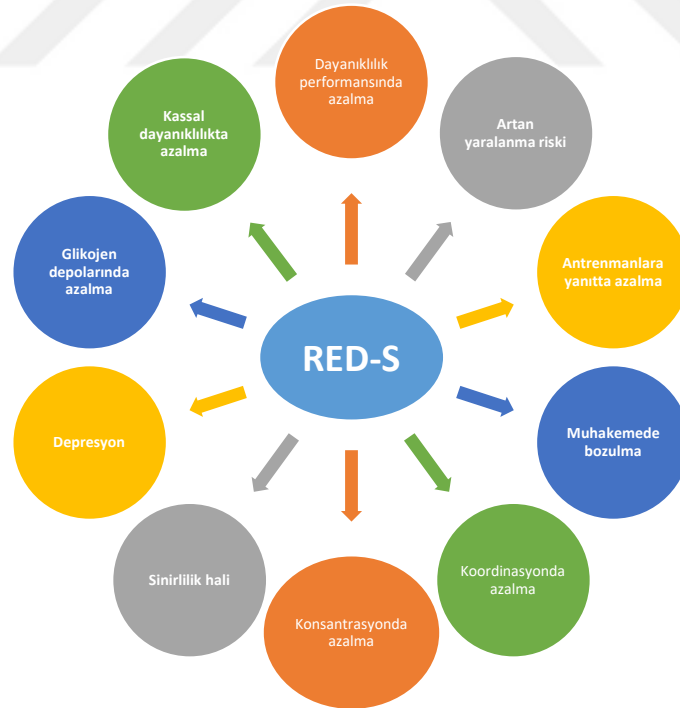 Dayanıklılık
performansında
azalma
Artan
yaralanma riski
Antrenmanlara
yanıtta azalma
Muhakemede
bozulma
Koordinasyonda
azalma
Konsantrasyonda
azalma
Sinirlilik hali
Depresyon
Glikojen
depolarında
azalma
Kassal
dayanıklılıkta
azalma
RED-S